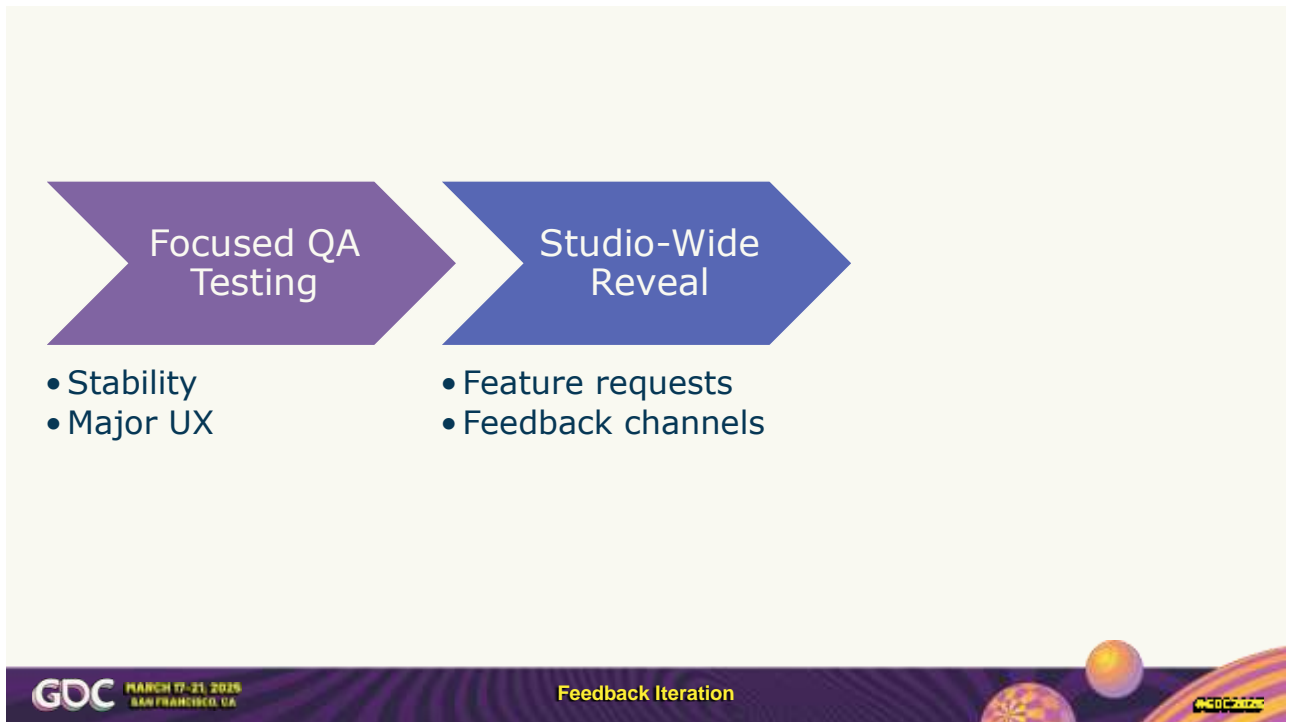 Focused QA
Testing
Studio-Wide
Reveal
• Stability
• Major UX
• Feature requests
• Feedback channels
GDC
MARCH 17-21, 2025
SAN FRANCISCO, CA
Feedback Iteration
#GDC2025